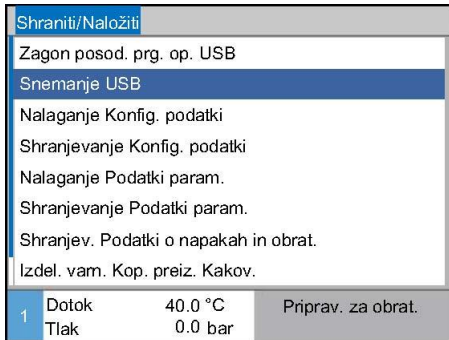 Shraniti/Naložiti
Zagon posod. prg. op. USB
Snemanje USB
Nalaganje Konfig. podatki
Shranjevanje Konfig. podatki
Nalaganje Podatki param.
Shranjevanje Podatki param.
Shranjev. Podatki o napakah in obrat.
Izdel. varn. Kop. preiz. Kakov.
1 Dotok 40.0 °C Priprav. za obrat.
Tlak 0.0 bar